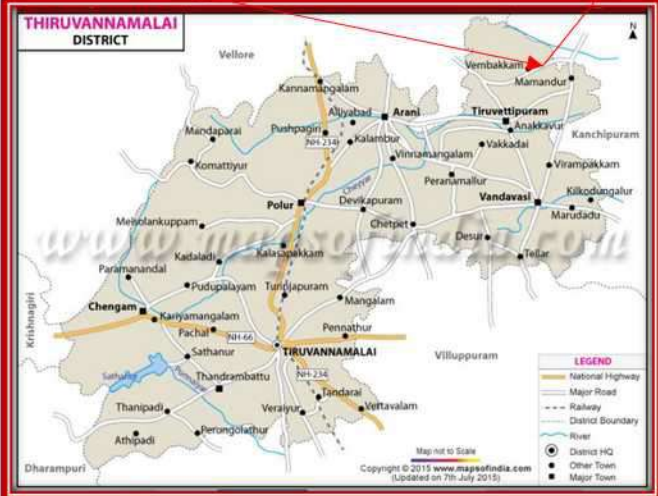 THIRUVANNAMALAI
DISTRICT
N
Vellore
Vembakkam
Mamandur
Kannamangalam
Alliyabad
Arani
Tiruvettipuram
Anakkavur
Kanchipuram
Mandaparai
Pushpagiri
NH-234
Kalambur
Vakkadai
Komattiyur
Vinnamangalam
Virampakkam
Peranamallur
Cheyyar
Kilkodungalur
Polur
Devikapuram
Vandavasi
Marudadu
Melsolankuppam
Chetpet
Desur
www.mapsofindia.com
Kadaladi
Kalasapakkam
Tellar
Paramanandal
Pudupalayam
Turinjapuram
Mangalam
Krishnagiri
Chengam
Kariyamangalam
Pachal
NH-66
Pennathur
TIRUVANNAMALAI
Villuppuram
Sathanur
LEGEND
National Highway
Thandrambattu
NH-234
Major Road
Tandarai
Railway
Thanipadi
Veraiyur
Vettavalam
District Boundary
River
Athipadi
Perungolathur
District HQ
Map not to Scale
Other Town
Dharampuri
Copyright © 2015 www.mapsofindia.com
Major Town
(Updated on 7th July 2015)